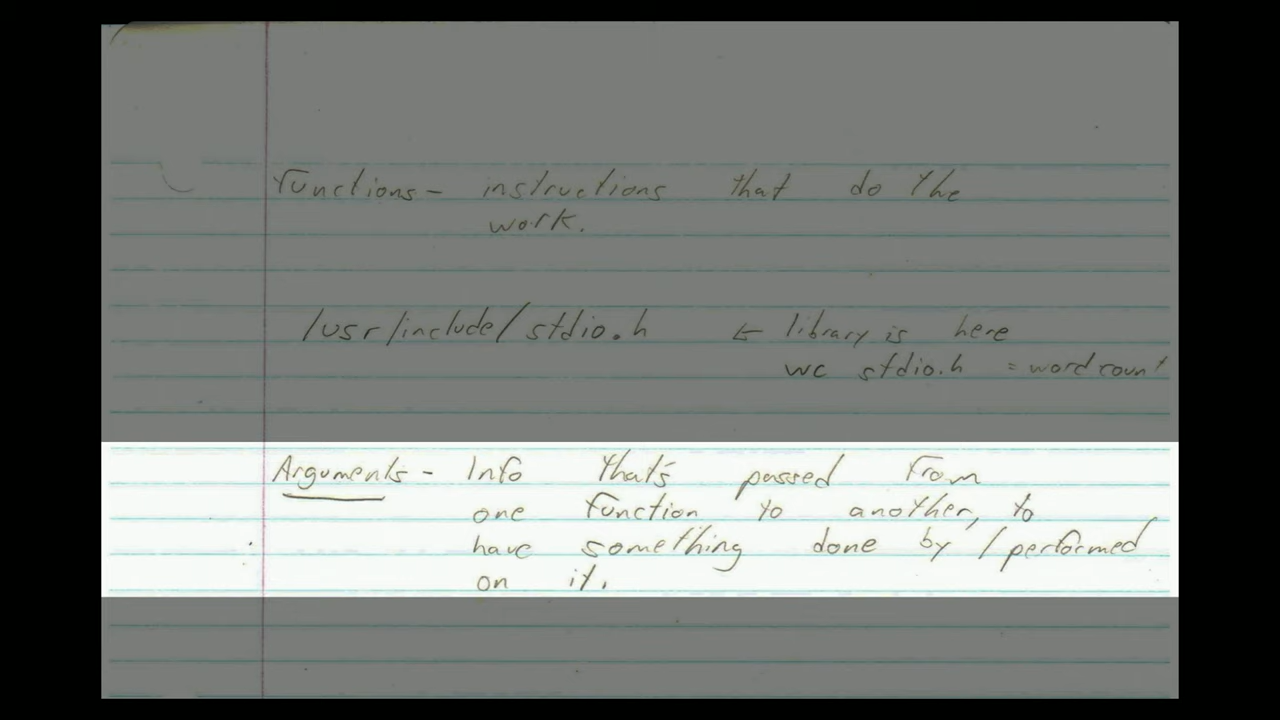 Functions - instructions that do the
work.
/usr/include/stdio.h ← library is here
wc stdio.h = word count
Arguments - Info that's passed from
one function to another, to
have something done by / performed
on it.